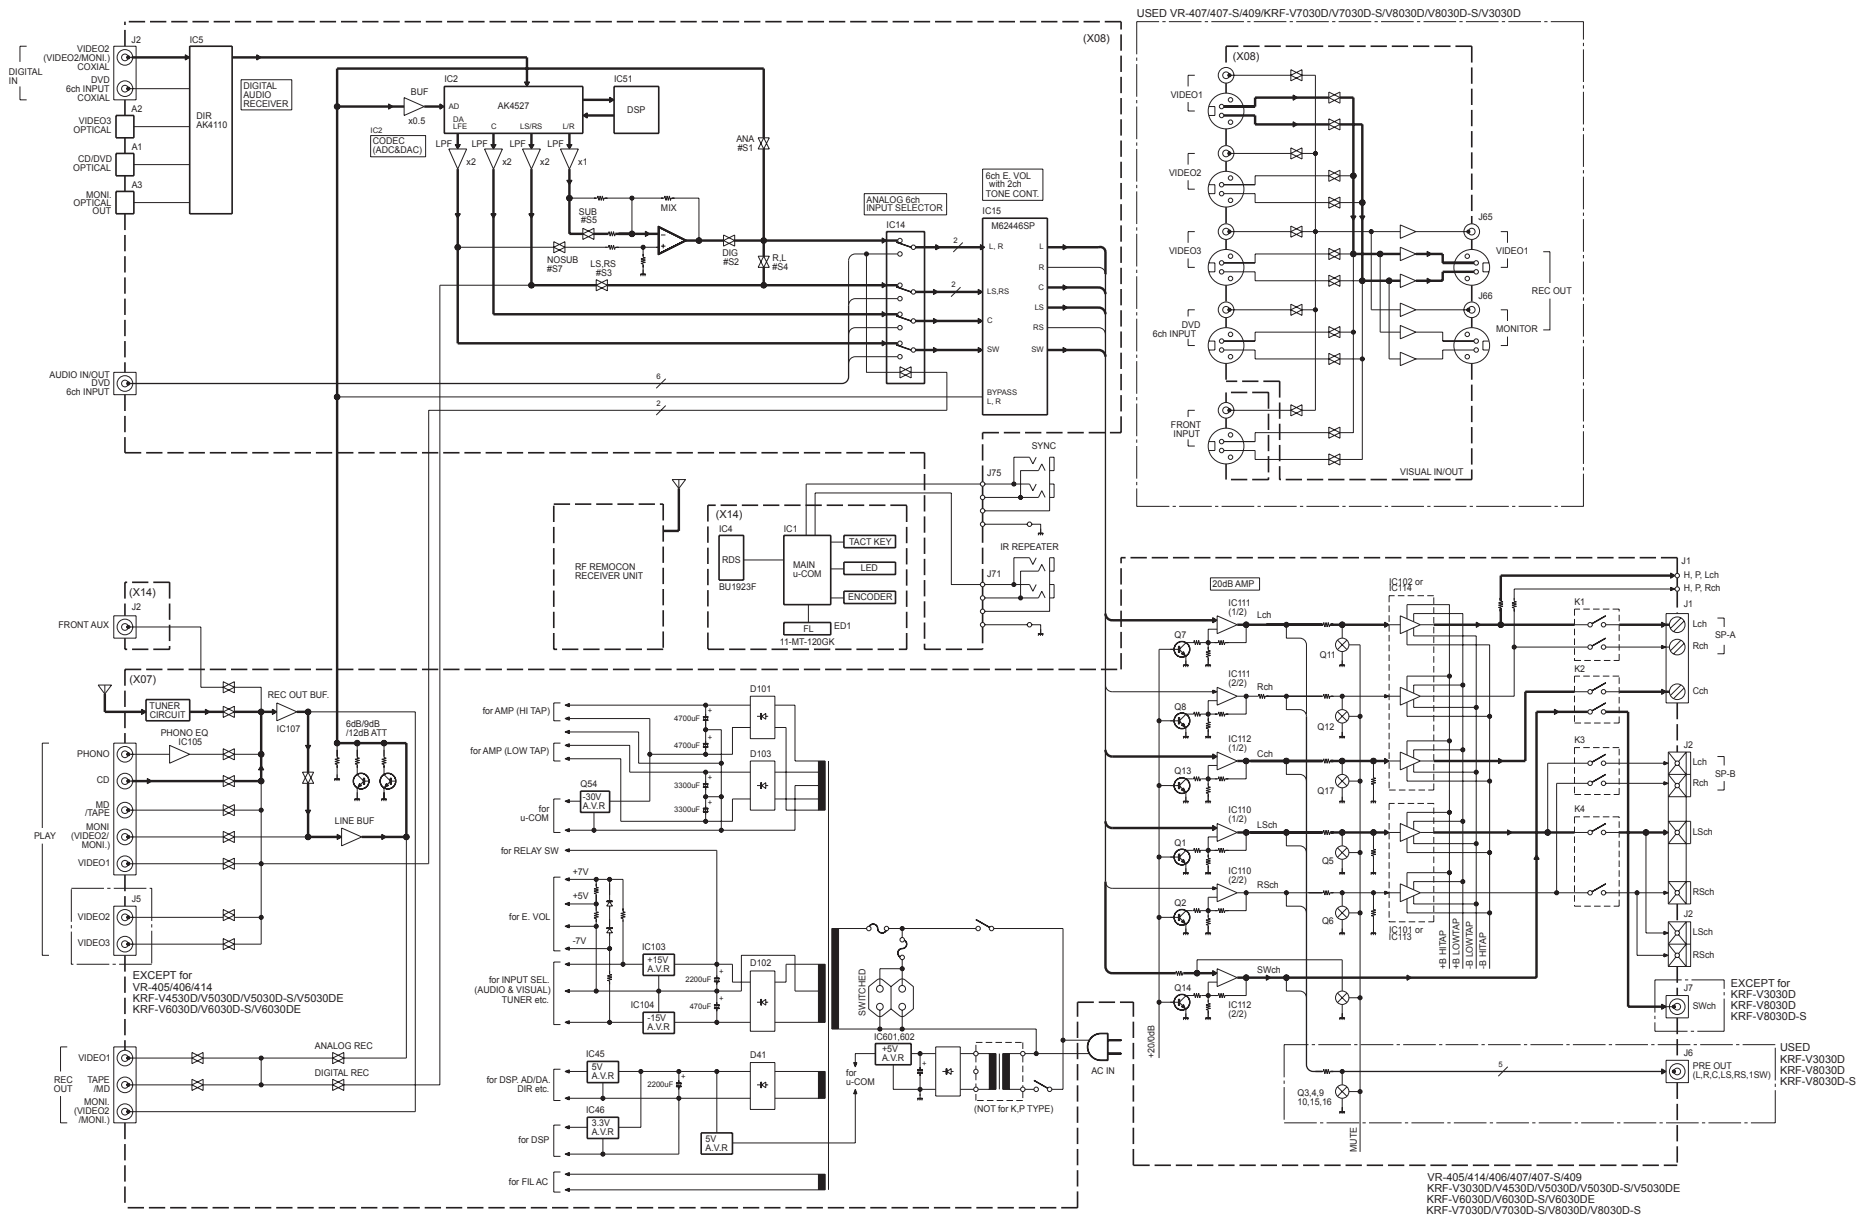 USED VR-407/407-S/409/KRF-V7030D/V7030D-S/V8030D/V8030D-S/V3030D
(X08)
DIGITAL
IN
VIDEO2
(VIDEO2/MONI.)
COXIAL
DVD
6ch INPUT
COXIAL
J2
A2
VIDEO3
OPTICAL
A1
CD/DVD
OPTICAL
A3
MONI.
OPTICAL
OUT
IC5
DIR
AK4110
DIGITAL
AUDIO
RECEIVER
BUF
x0.5
IC2
CODEC
(ADC&DAC)
IC2
AK4527
AD
DA
LFE
C
LS/RS
L/R
IC51
DSP
LPF
x2
LPF
x2
LPF
x2
LPF
x1
ANA
#S1
SUB
#S5
MIX
NOSUB
#S7
LS,RS
#S3
DIG
#S2
R,L
#S4
ANALOG 6ch
INPUT SELECTOR
IC14
6ch E. VOL
with 2ch
TONE CONT.
IC15
M62446SP
L, R
LS,RS
C
SW
BYPASS
L, R
L
R
C
LS
RS
SW
2
2
6
2
AUDIO IN/OUT
DVD
6ch INPUT
(X08)
VIDEO1
VIDEO2
VIDEO3
DVD
6ch INPUT
FRONT
INPUT
J65
VIDEO1
J66
MONITOR
REC OUT
VISUAL IN/OUT
RF REMOCON
RECEIVER UNIT
(X14)
IC4
RDS
BU1923F
IC1
MAIN
u-COM
TACT KEY
LED
ENCODER
FL
ED1
11-MT-120GK
SYNC
J75
IR REPEATER
J71
(X14)
J2
FRONT AUX
(X07)
TUNER
CIRCUIT
REC OUT BUF.
IC107
PHONO EQ
IC105
6dB/9dB
/12dB ATT
LINE BUF
PLAY
PHONO
CD
MD
/TAPE
MONI
(VIDEO2/
MONI.)
VIDEO1
J5
VIDEO2
VIDEO3
EXCEPT for
VR-405/406/414
KRF-V4530D/V5030D/V5030D-S/V5030DE
KRF-V6030D/V6030D-S/V6030DE
REC
OUT
VIDEO1
TAPE
/MD
MONI.
(VIDEO2
/MONI.)
ANALOG REC
DIGITAL REC
for AMP (HI TAP)
for AMP (LOW TAP)
for
u-COM
for RELAY SW
for E. VOL
+7V
+5V
-7V
for INPUT SEL.
(AUDIO & VISUAL)
TUNER etc.
for DSP. AD/DA.
DIR etc.
for DSP
for FIL AC
D101
4700uF
4700uF
D103
3300uF
3300uF
Q54
-30V
A.V.R
IC103
+15V
A.V.R
IC104
-15V
A.V.R
D102
2200uF
470uF
IC45
5V
A.V.R
2200uF
D41
IC46
3.3V
A.V.R
5V
A.V.R
SWITCHED
IC601,602
+5V
A.V.R
for
u-COM
(NOT for K,P TYPE)
AC IN
20dB AMP
IC111
(1/2)
Lch
Q7
Q11
IC111
(2/2)
Rch
Q8
Q12
IC112
(1/2)
Cch
Q13
Q17
IC110
(1/2)
LSch
Q1
Q5
IC110
(2/2)
RSch
Q2
Q6
SWch
Q14
IC112
(2/2)
+20/0dB
MUTE
IC102 or
IC114
IC101 or
IC113
+B HITAP
+B LOWTAP
-B LOWTAP
-B HITAP
K1
K2
K3
K4
J1
H, P, Lch
H, P, Rch
J1
Lch
Rch
SP-A
Cch
J2
Lch
Rch
SP-B
LSch
RSch
J2
LSch
RSch
J7
SWch
EXCEPT for
KRF-V3030D
KRF-V8030D
KRF-V8030D-S
J6
PRE OUT
(L,R,C,LS,RS,1SW)
5
Q3,4,9
10,15,16
USED
KRF-V3030D
KRF-V8030D
KRF-V8030D-S
VR-405/414/406/407/407-S/409
KRF-V3030D/V4530D/V5030D/V5030D-S/V5030DE
KRF-V6030D/V6030D-S/V6030DE
KRF-V7030D/V7030D-S/V8030D/V8030D-S